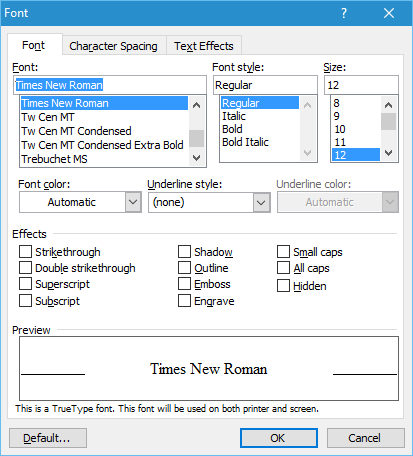 Font
? ×
Font Character Spacing Text Effects
Font: Font style: Size:
Times New Roman Regular 12
Times New Roman Regular 8
Tw Cen MT Italic 9
Tw Cen MT Condensed Bold 10
Tw Cen MT Condensed Extra Bold Bold Italic 11
Trebuchet MS 12
Font color: Underline style: Underline color:
Automatic (none) Automatic
Effects
Strikethrough Shadow Small caps
Double strikethrough Outline All caps
Superscript Emboss Hidden
Subscript Engrave
Preview
Times New Roman
This is a TrueType font. This font will be used on both printer and screen.
Default... OK Cancel